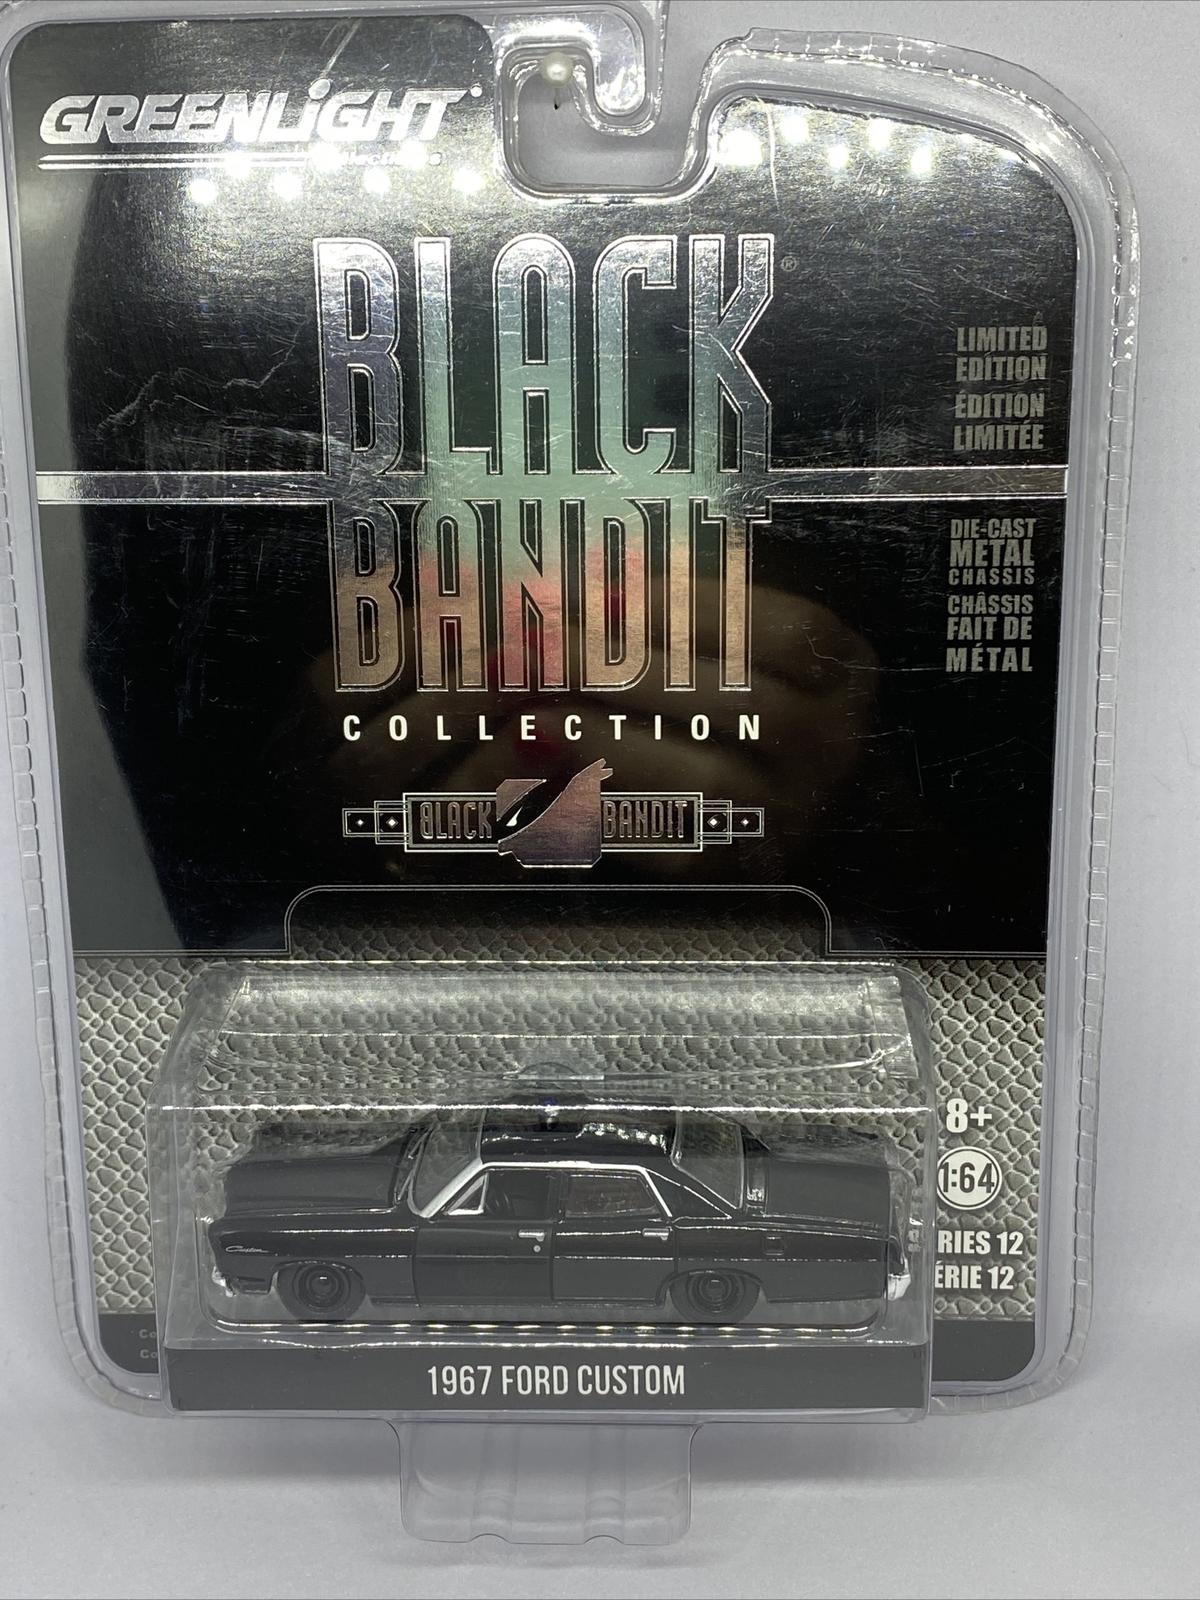 GREENLiGHT®
BLACK®
BANDIT
COLLECTION
BLACK BANDIT
LIMITED
EDITION
ÉDITION
LIMITÉE
DIE-CAST
METAL
CHASSIS
CHÂSSIS
FAIT DE
MÉTAL
8+
1:64
RIES 12
ÉRIE 12
Custom
1967 FORD CUSTOM